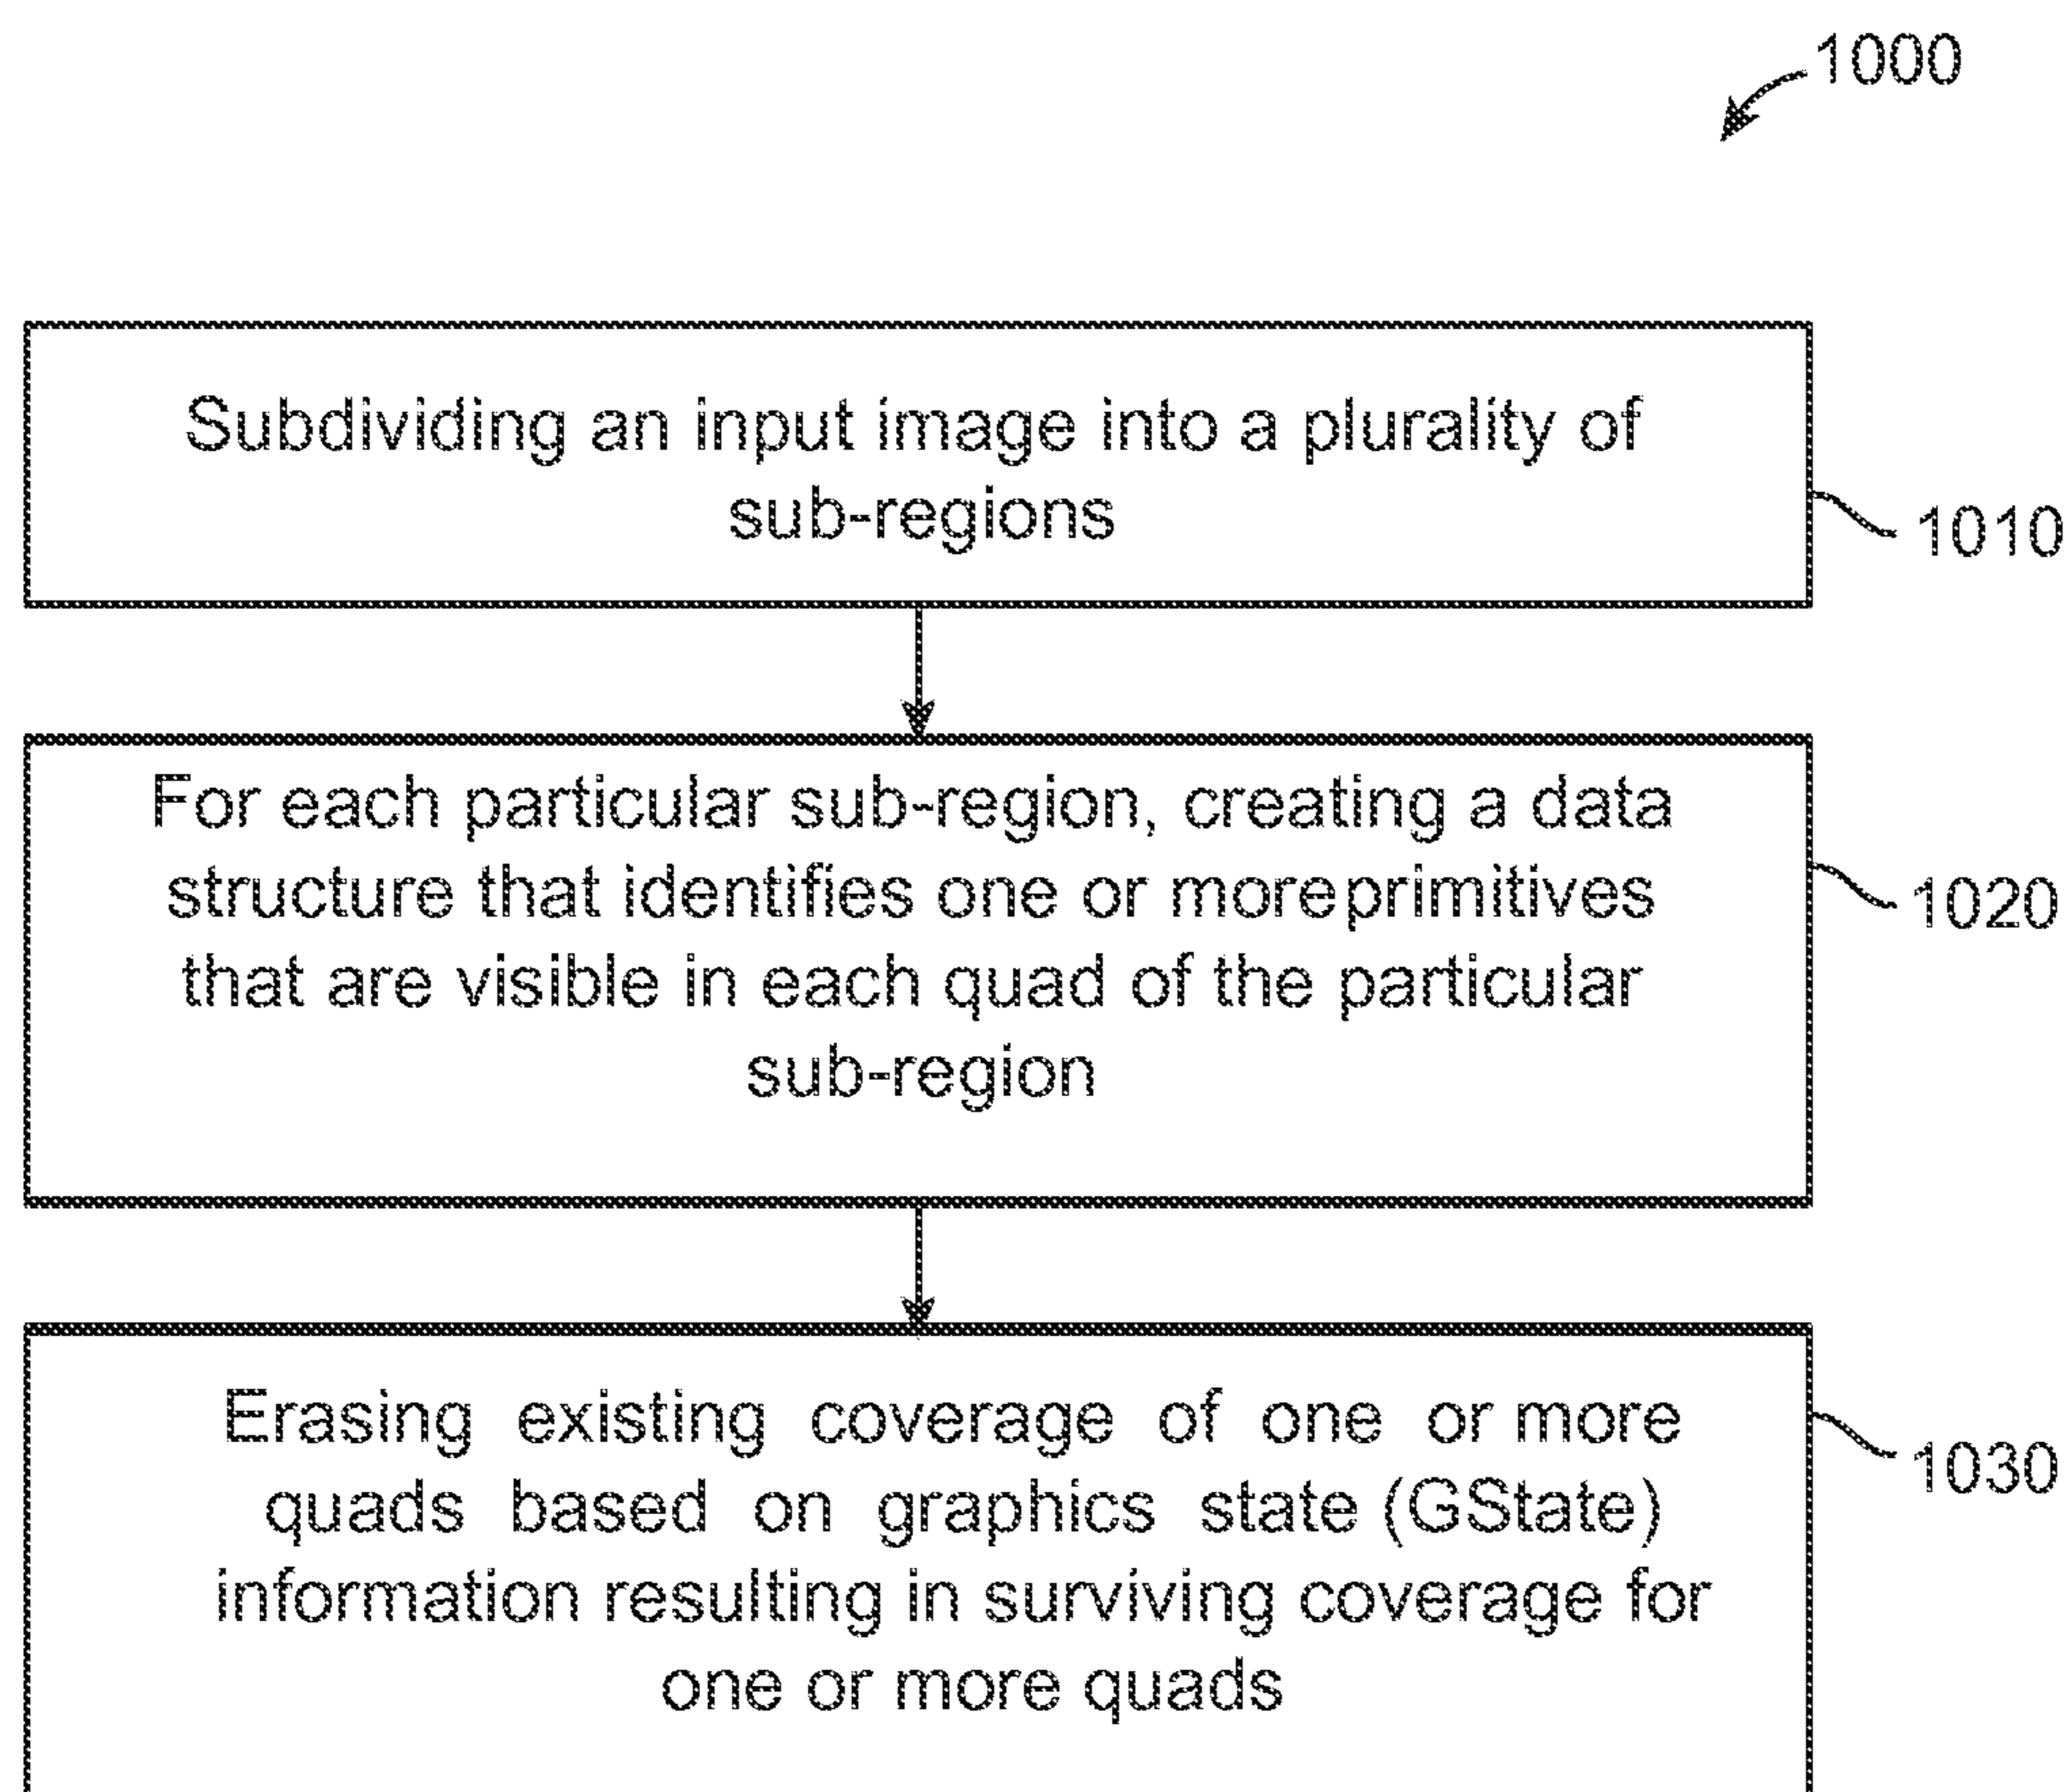 1000
Subdividing an input image into a plurality of
sub-regions
1010
For each particular sub-region, creating a data
structure that identifies one or moreprimitives
that are visible in each quad of the particular
sub-region
1020
Erasing existing coverage of one or more
quads based on graphics state (GState)
information resulting in surviving coverage for
one or more quads
1030